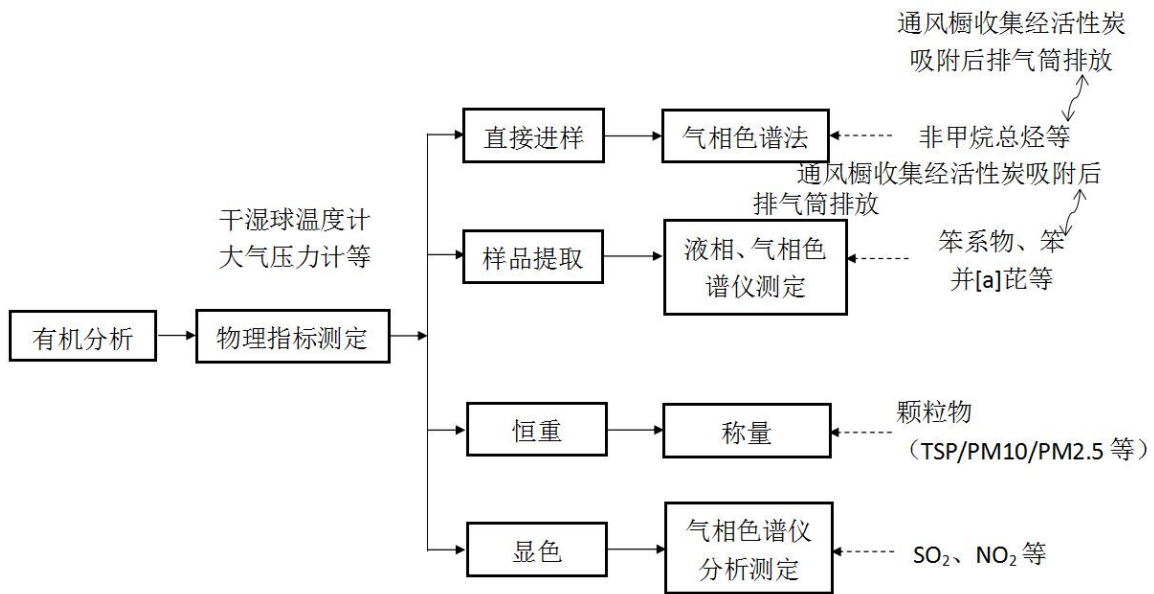 通风橱收集经活性炭
吸附后排气筒排放
直接进样
气相色谱法
非甲烷总烃等
通风橱收集经活性炭吸附后
排气筒排放
干湿球温度计
大气压力计等
样品提取
液相、气相色
谱仪测定
笨系物、笨
并[a]芘等
有机分析
物理指标测定
恒重
称量
颗粒物
（TSP/PM10/PM2.5 等）
显色
气相色谱仪
分析测定
SO₂、NO₂ 等